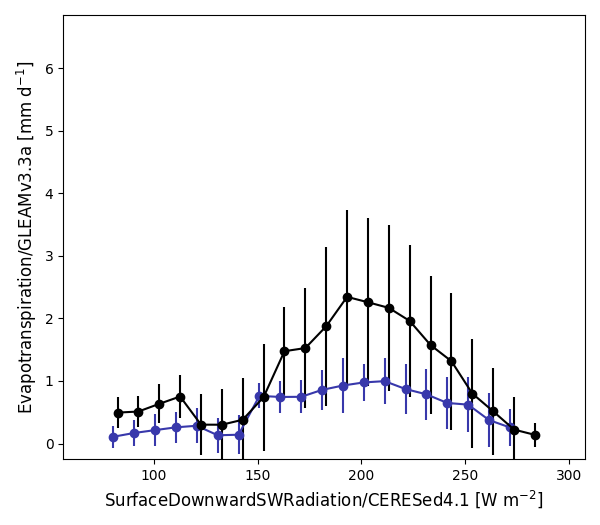 Evapotranspiration/GLEAMv3.3a [mm d⁻¹]
6
5
4
3
2
1
0
100 150 200 250 300
SurfaceDownwardSWRadiation/CERESed4.1 [W m⁻²]